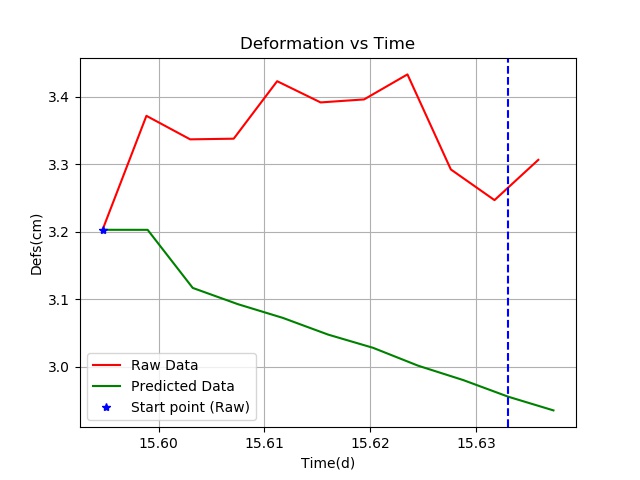 Deformation vs Time
Defs(cm)
3.4
3.3
3.2
3.1
3.0
Raw Data
Predicted Data
Start point (Raw)
15.60 15.61 15.62 15.63
Time(d)